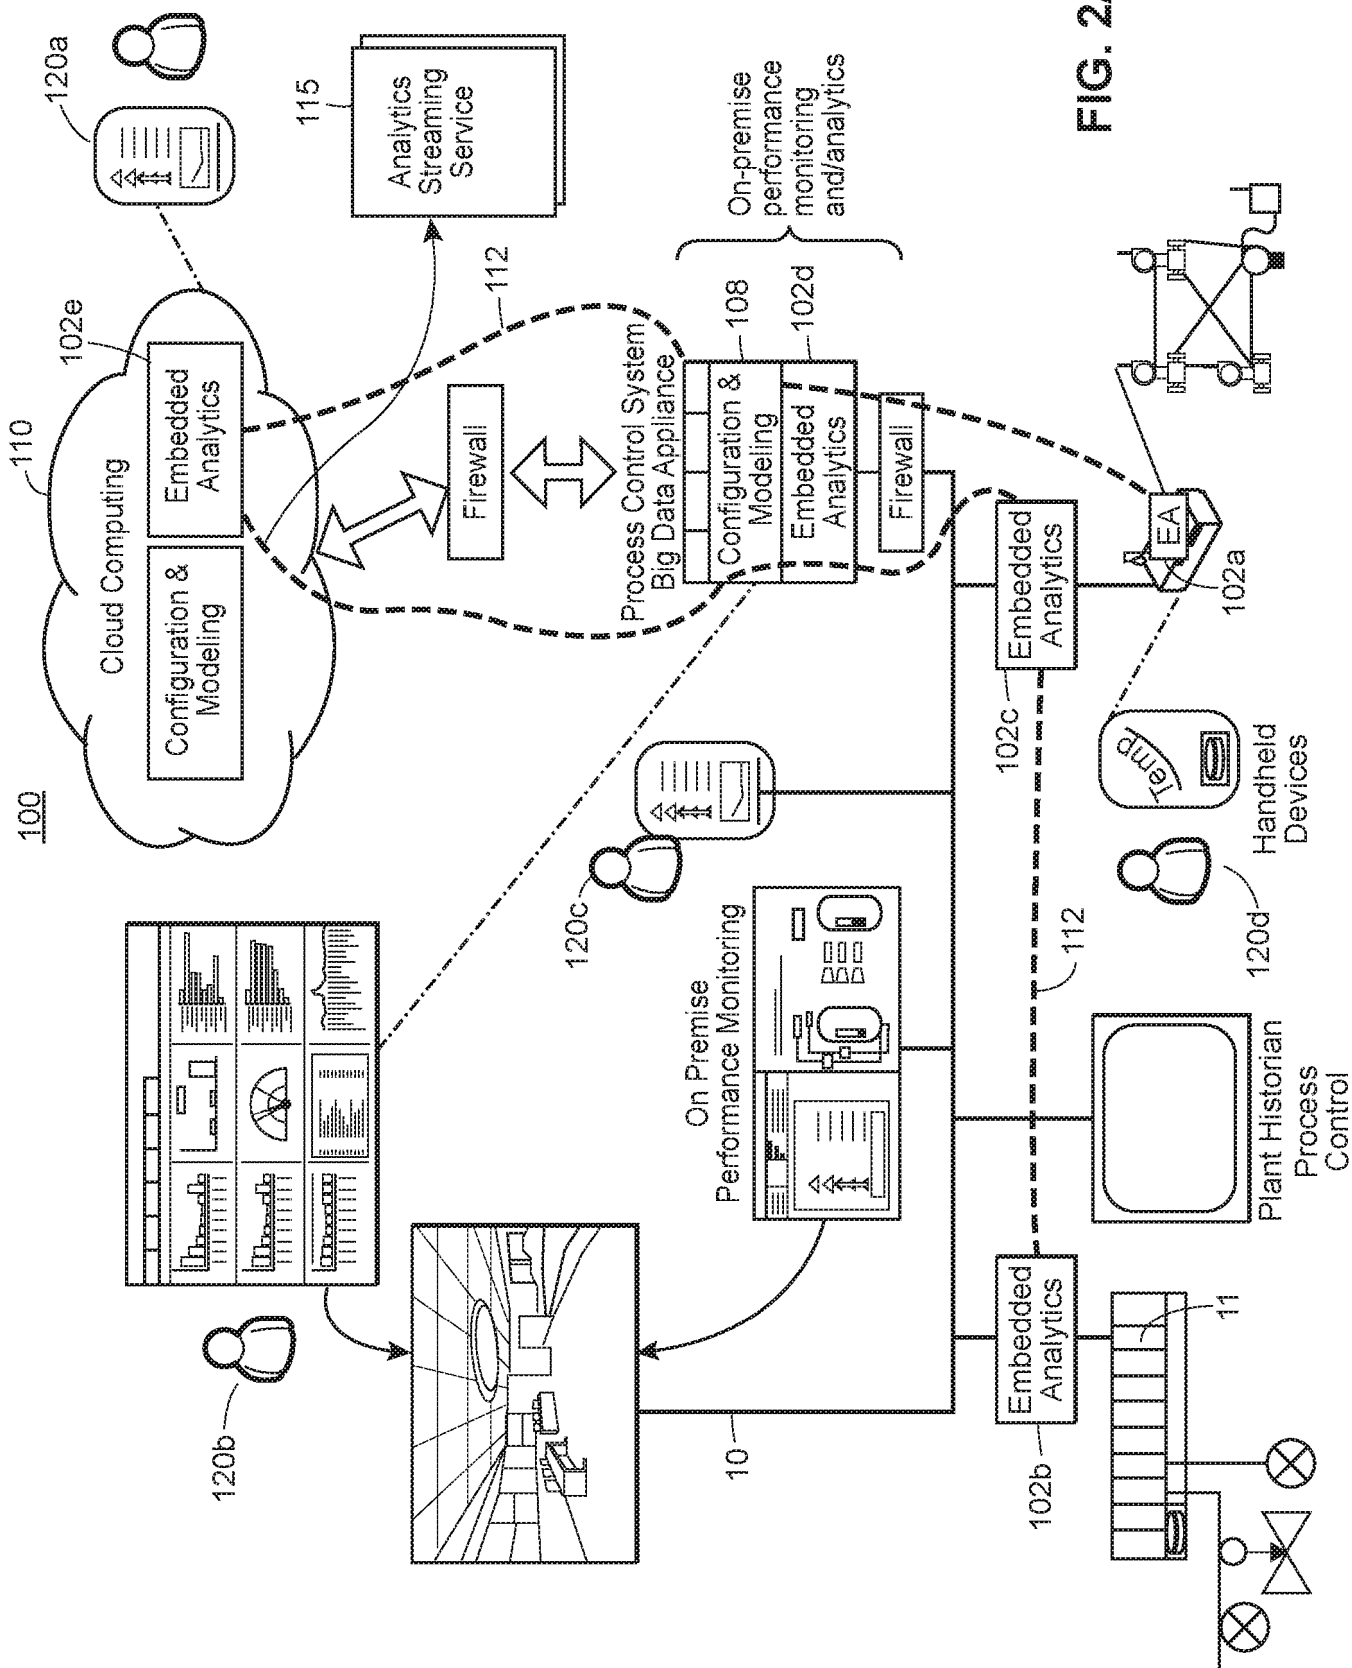 100
110
Cloud Computing
Configuration &
Modeling
Embedded
Analytics
102e
120a
115
Analytics
Streaming
Service
112
Firewall
Process Control System
Big Data Appliance
Configuration &
Modeling
108
Embedded
Analytics
102d
Firewall
On-premise
performance
monitoring
and/analytics
120b
120c
On Premise
Performance Monitoring
10
Embedded
Analytics
102b
Embedded
Analytics
102c
112
11
Plant Historian
Process
Control
120d
Temp
Handheld
Devices
EA
102a